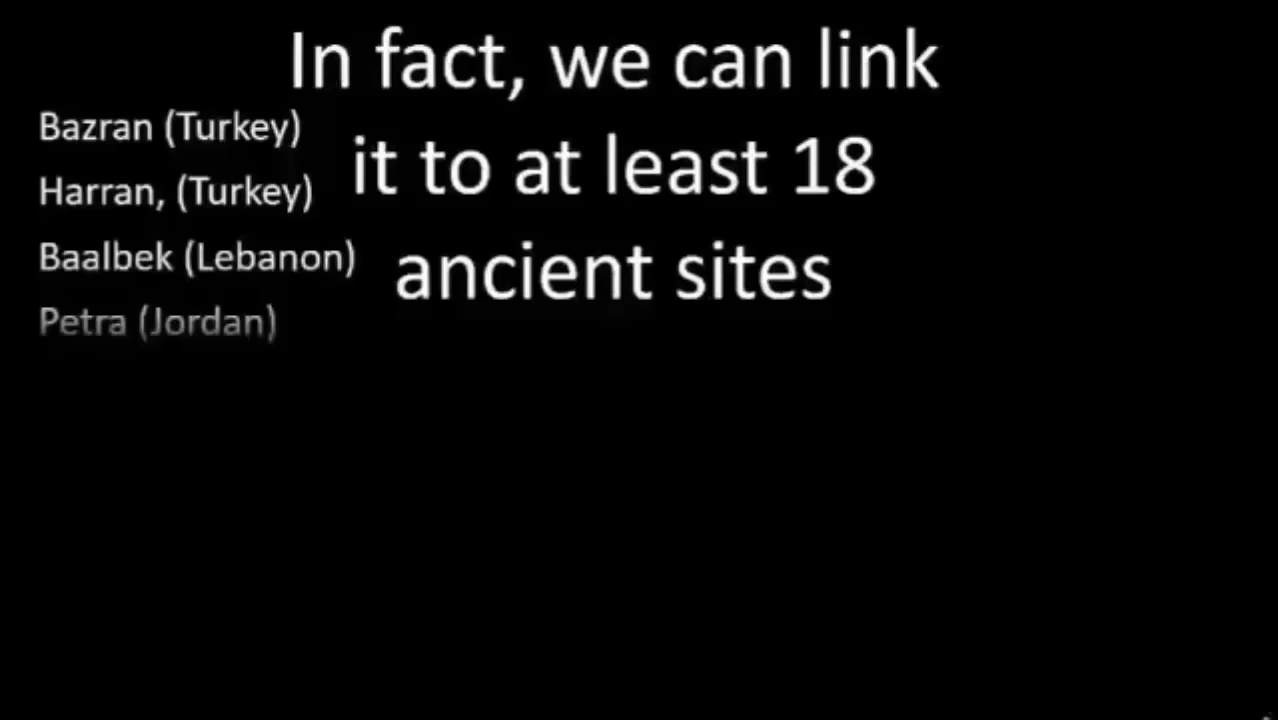 In fact, we can link
it to at least 18
ancient sites
Bazran (Turkey)
Harran, (Turkey)
Baalbek (Lebanon)
Petra (Jordan)